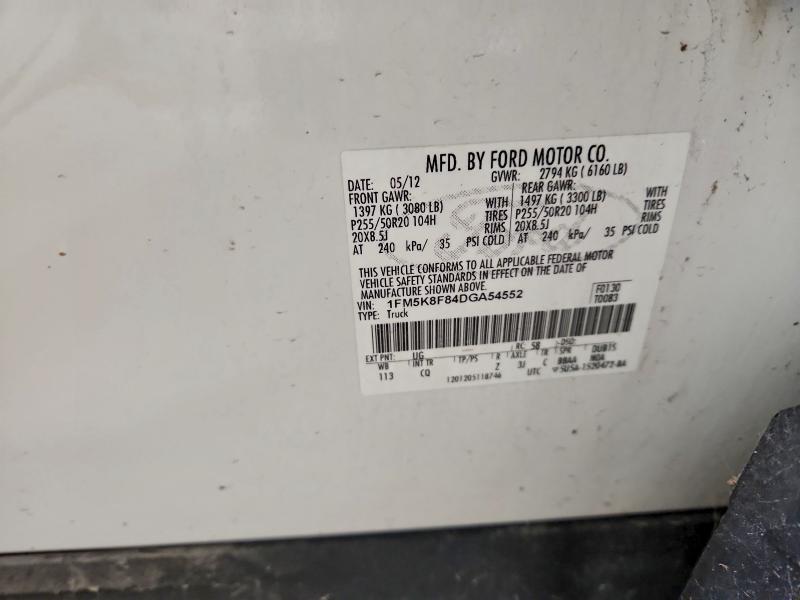 MFD. BY FORD MOTOR CO.
DATE: 05/12 GVWR: 2794 KG ( 6160 LB)
FRONT GAWR: REAR GAWR:
1397 KG ( 3080 LB) WITH 1497 KG ( 3300 LB) WITH
P255/50R20 104H TIRES P255/50R20 104H TIRES
20X8.5J RIMS 20X8.5J RIMS
AT 240 kPa/ 35 PSI COLD AT 240 kPa/ 35 PSI COLD
THIS VEHICLE CONFORMS TO ALL APPLICABLE FEDERAL MOTOR
VEHICLE SAFETY STANDARDS IN EFFECT ON THE DATE OF
MANUFACTURE SHOWN ABOVE.
VIN: 1FM5K8F84DGA54552 F0130
TYPE: Truck T0083
EXT PNT: UG RC: 58 DSO:
WB INT TR TP/PS R AXLE TR SPR DUBTS
113 CQ Z 3J C BBAA
1201205118746 UTC